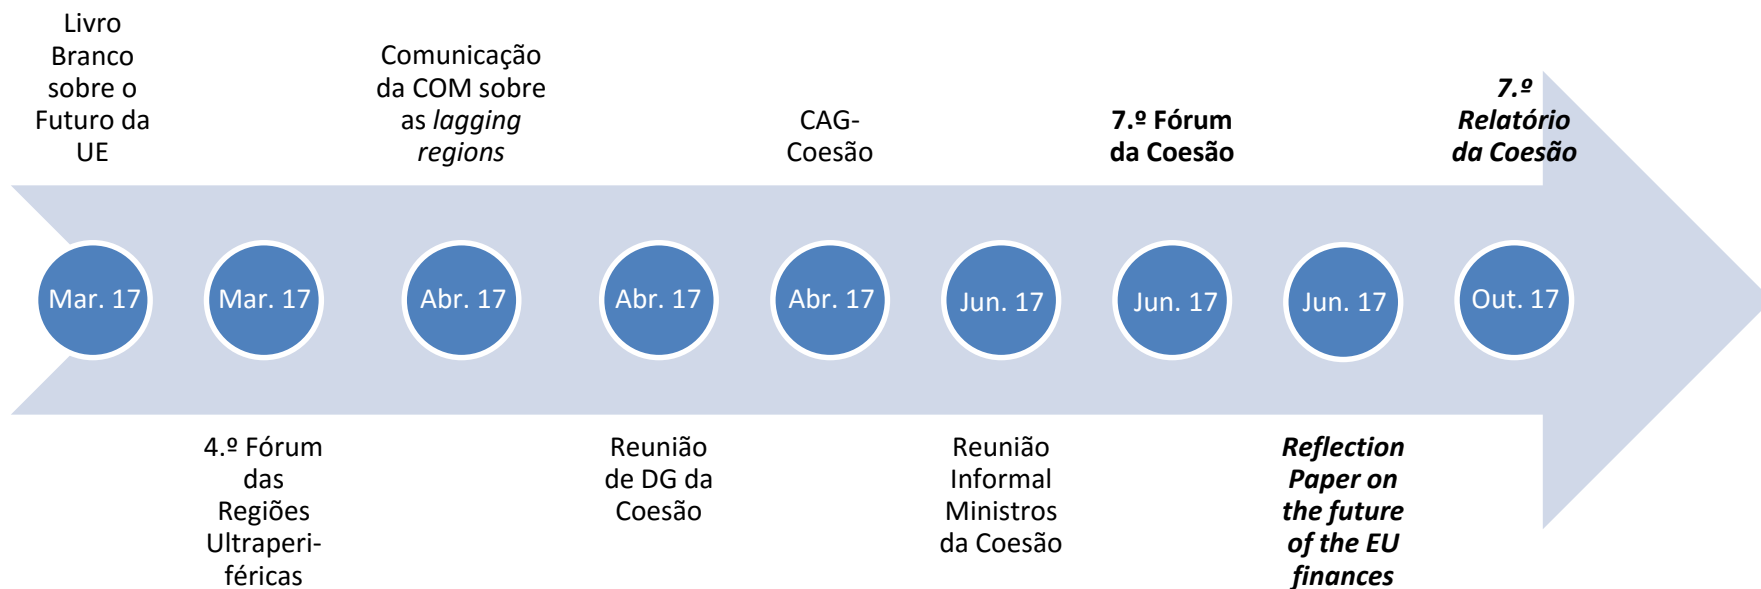 Livro
Branco
sobre o
Futuro da
UE
Comunicação
da COM sobre
as lagging
regions
CAG-
Coesão
7.º Fórum
da Coesão
7.º
Relatório
da Coesão
Mar. 17
Mar. 17
Abr. 17
Abr. 17
Abr. 17
Jun. 17
Jun. 17
Jun. 17
Out. 17
4.º Fórum
das
Regiões
Ultraperi-
féricas
Reunião
de DG da
Coesão
Reunião
Informal
Ministros
da Coesão
Reflection
Paper on
the future
of the EU
finances